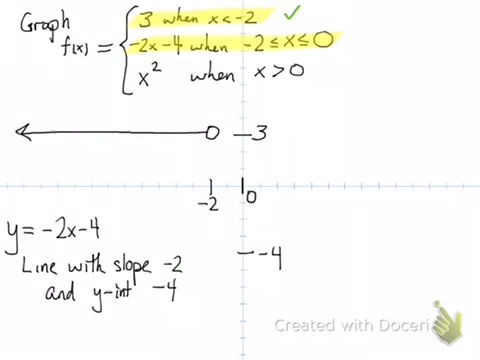 Graph
f(x) = { 3 when x < -2 ✓
-2x-4 when -2 ≤ x ≤ 0
x² when x > 0
3
-2
0
y = -2x-4
Line with slope -2
and y-int -4
-4
Created with Doceri